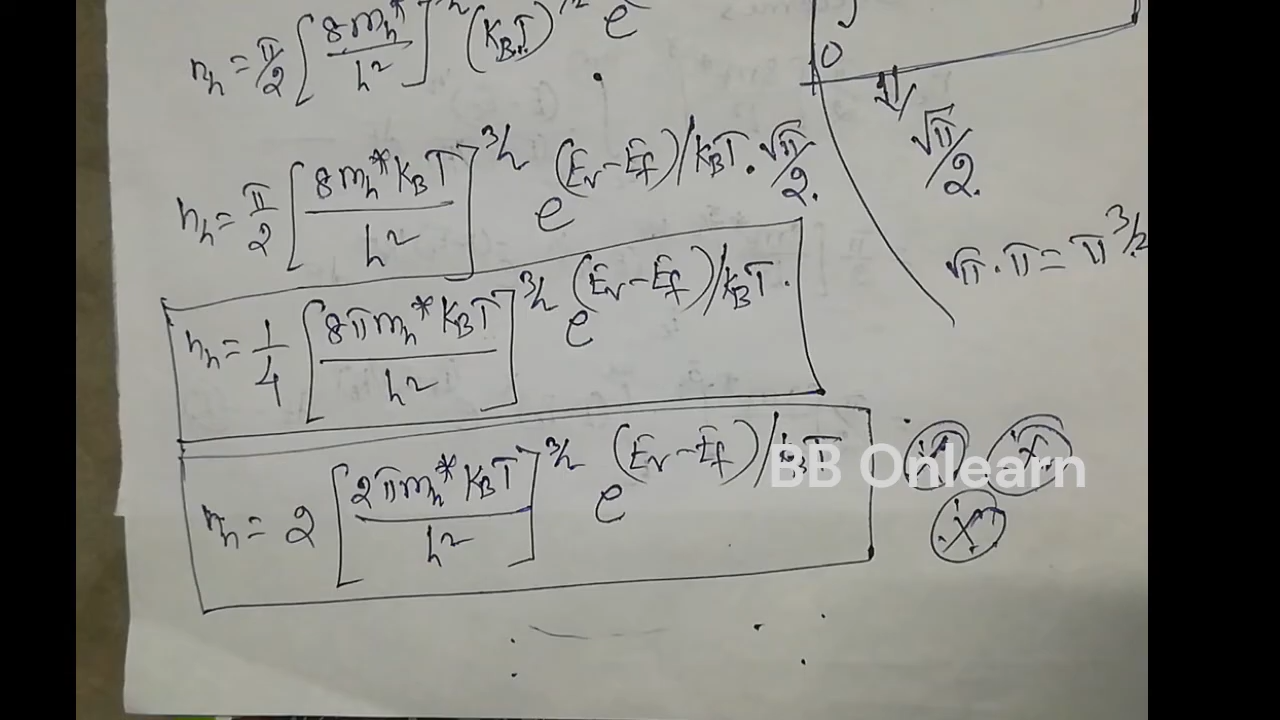 n_h = π/2 [8m_h*/h²]^3/2 (K_BT)^3/2 e
0
√π/2.
n_h = π/2 [8m_h*K_BT/h²]^3/2 e^(E_v-E_f)/K_BT · √π/2.
√π·π = π^3/2
n_h = 1/4 [8πm_h*K_BT/h²]^3/2 e^(E_v-E_f)/K_BT.
n_h = 2 [2πm_h*K_BT/h²]^3/2 e^(E_v-E_f)/K_BT
BB Onlearn